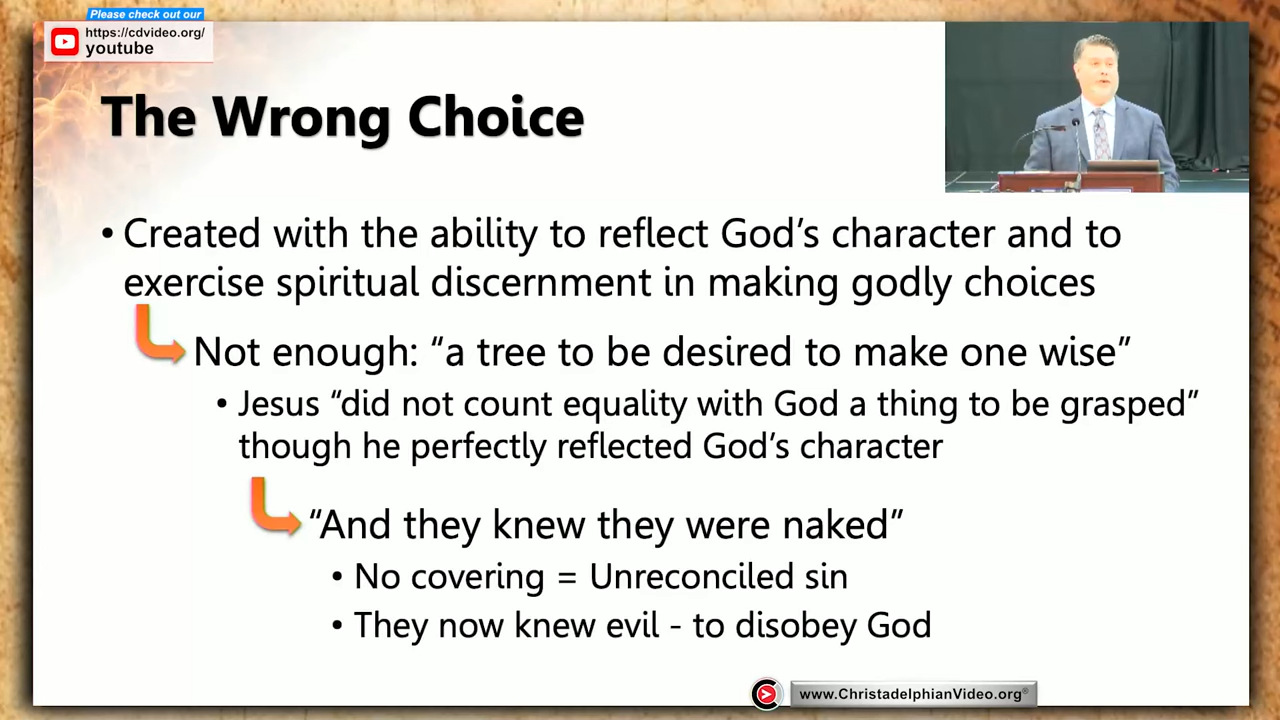 Please check out our
https://cdvideo.org/
youtube
The Wrong Choice
• Created with the ability to reflect God’s character and to
exercise spiritual discernment in making godly choices
Not enough: “a tree to be desired to make one wise”
• Jesus “did not count equality with God a thing to be grasped”
though he perfectly reflected God’s character
“And they knew they were naked”
• No covering = Unreconciled sin
• They now knew evil - to disobey God
www.ChristadelphianVideo.org®